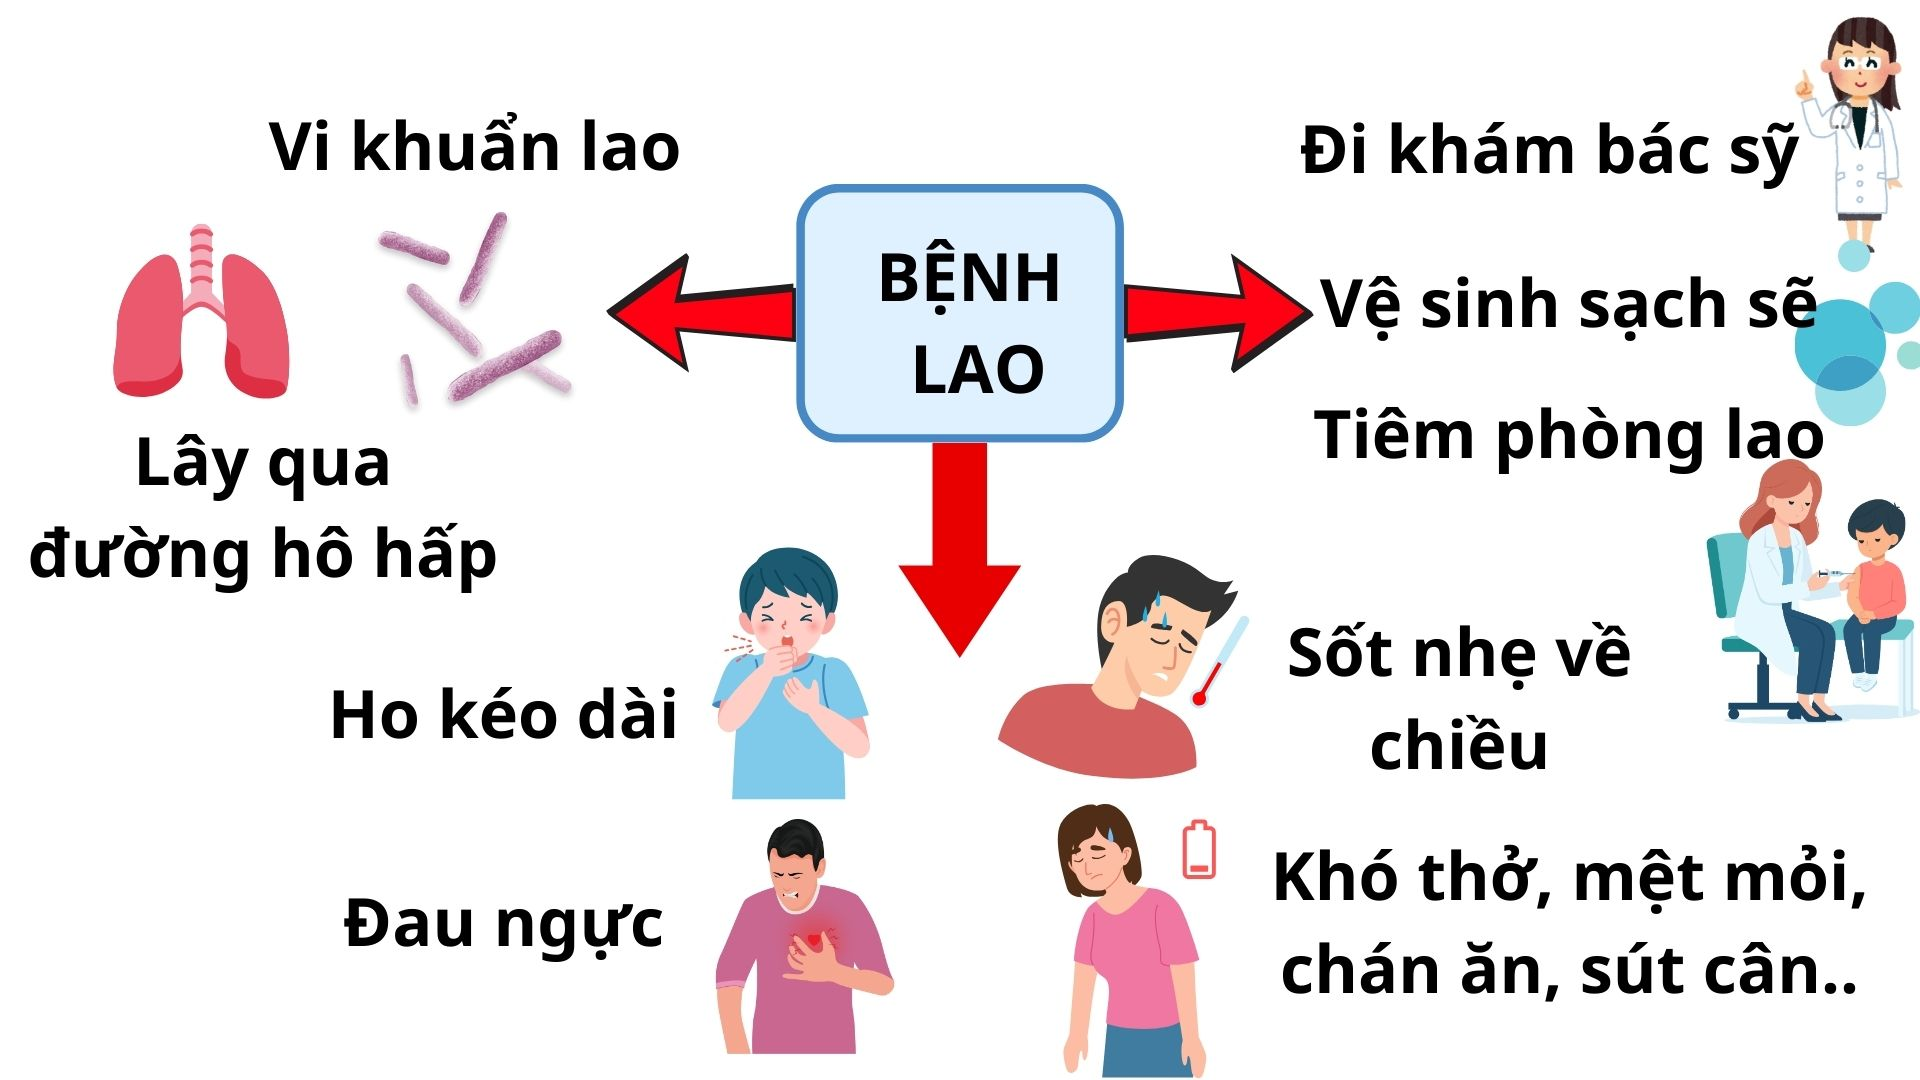 BỆNH
LAO
Vi khuẩn lao
Lây qua
đường hô hấp
Đi khám bác sỹ
Vệ sinh sạch sẽ
Tiêm phòng lao
Ho kéo dài
Đau ngực
Sốt nhẹ về
chiều
Khó thở, mệt mỏi,
chán ăn, sút cân..